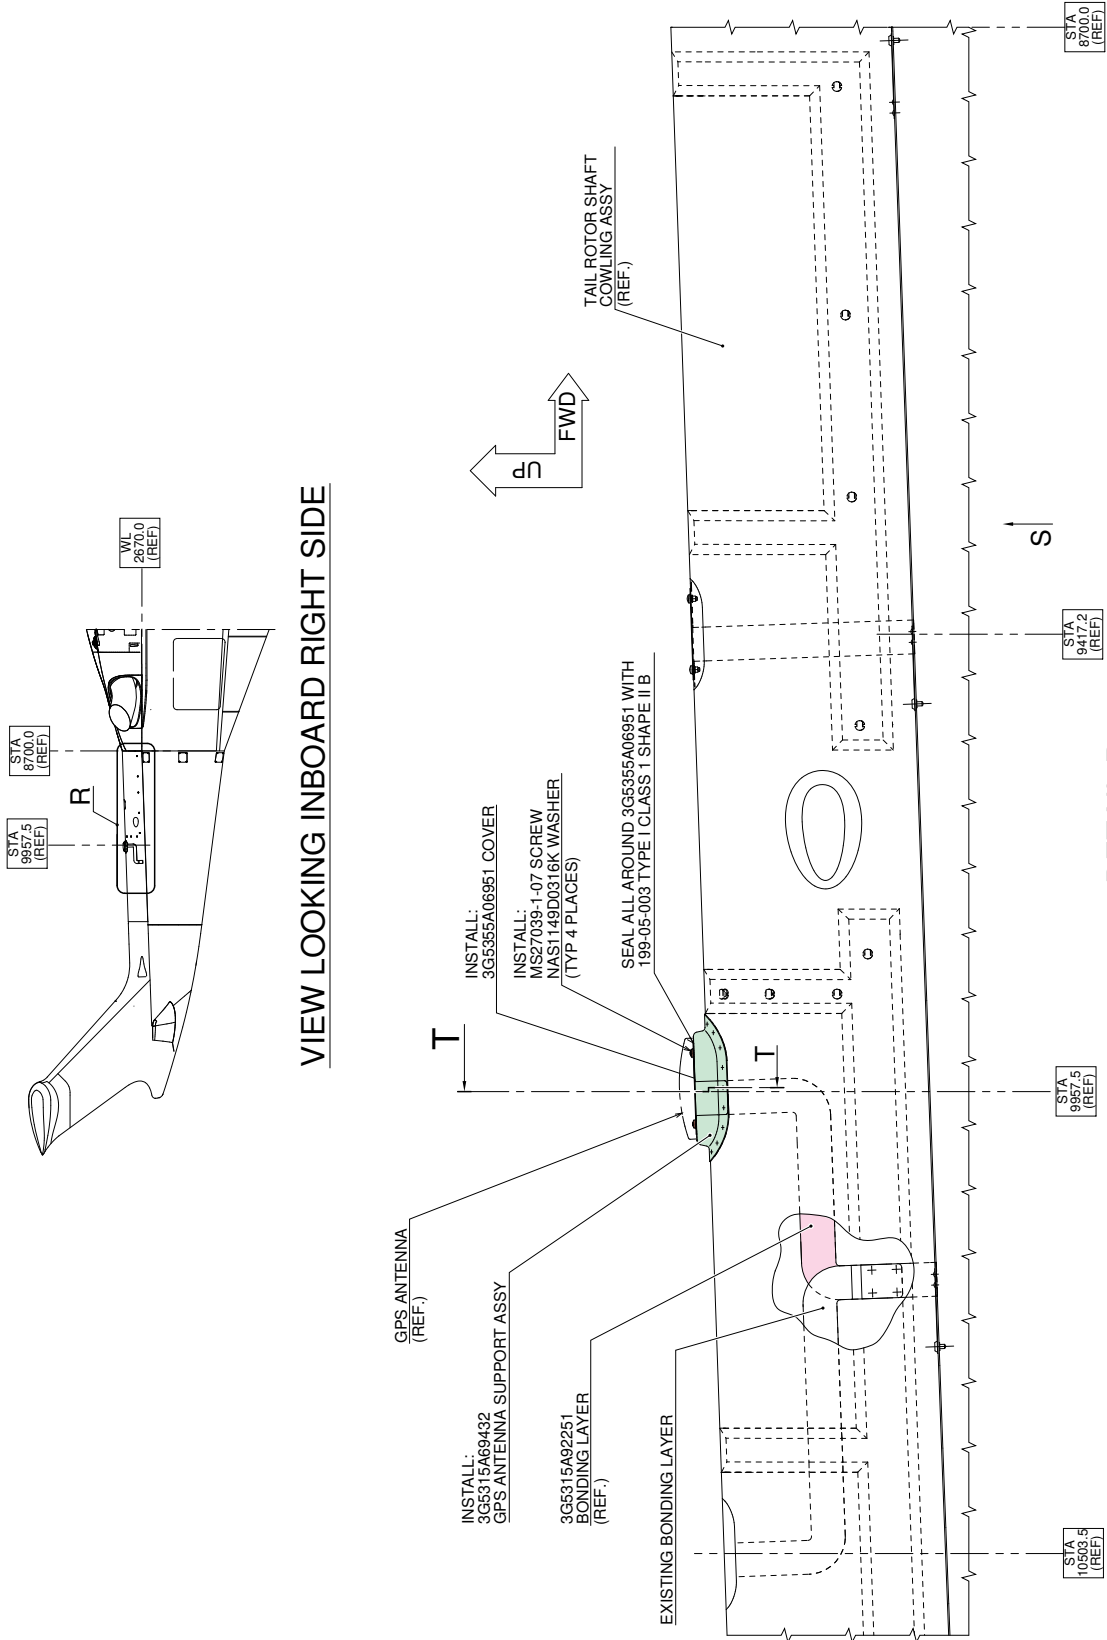 STA
9957.5
(REF)
STA
8700.0
(REF)
R
WL
2670.0
(REF)
VIEW LOOKING INBOARD RIGHT SIDE
UP
FWD
GPS ANTENNA
(REF.)
INSTALL:
3G5315A69432
GPS ANTENNA SUPPORT ASSY
3G5315A92251
BONDING LAYER
(REF.)
EXISTING BONDING LAYER
T
INSTALL:
3G5355A06951 COVER
INSTALL:
MS27039-1-07 SCREW
NAS1149D0316K WASHER
(TYP 4 PLACES)
SEAL ALL AROUND 3G5355A06951 WITH
199-05-003 TYPE I CLASS 1 SHAPE II B
TAIL ROTOR SHAFT
COWLING ASSY
(REF.)
T
S
STA
10503.5
(REF)
STA
9957.5
(REF)
STA
9417.2
(REF)
STA
8700.0
(REF)